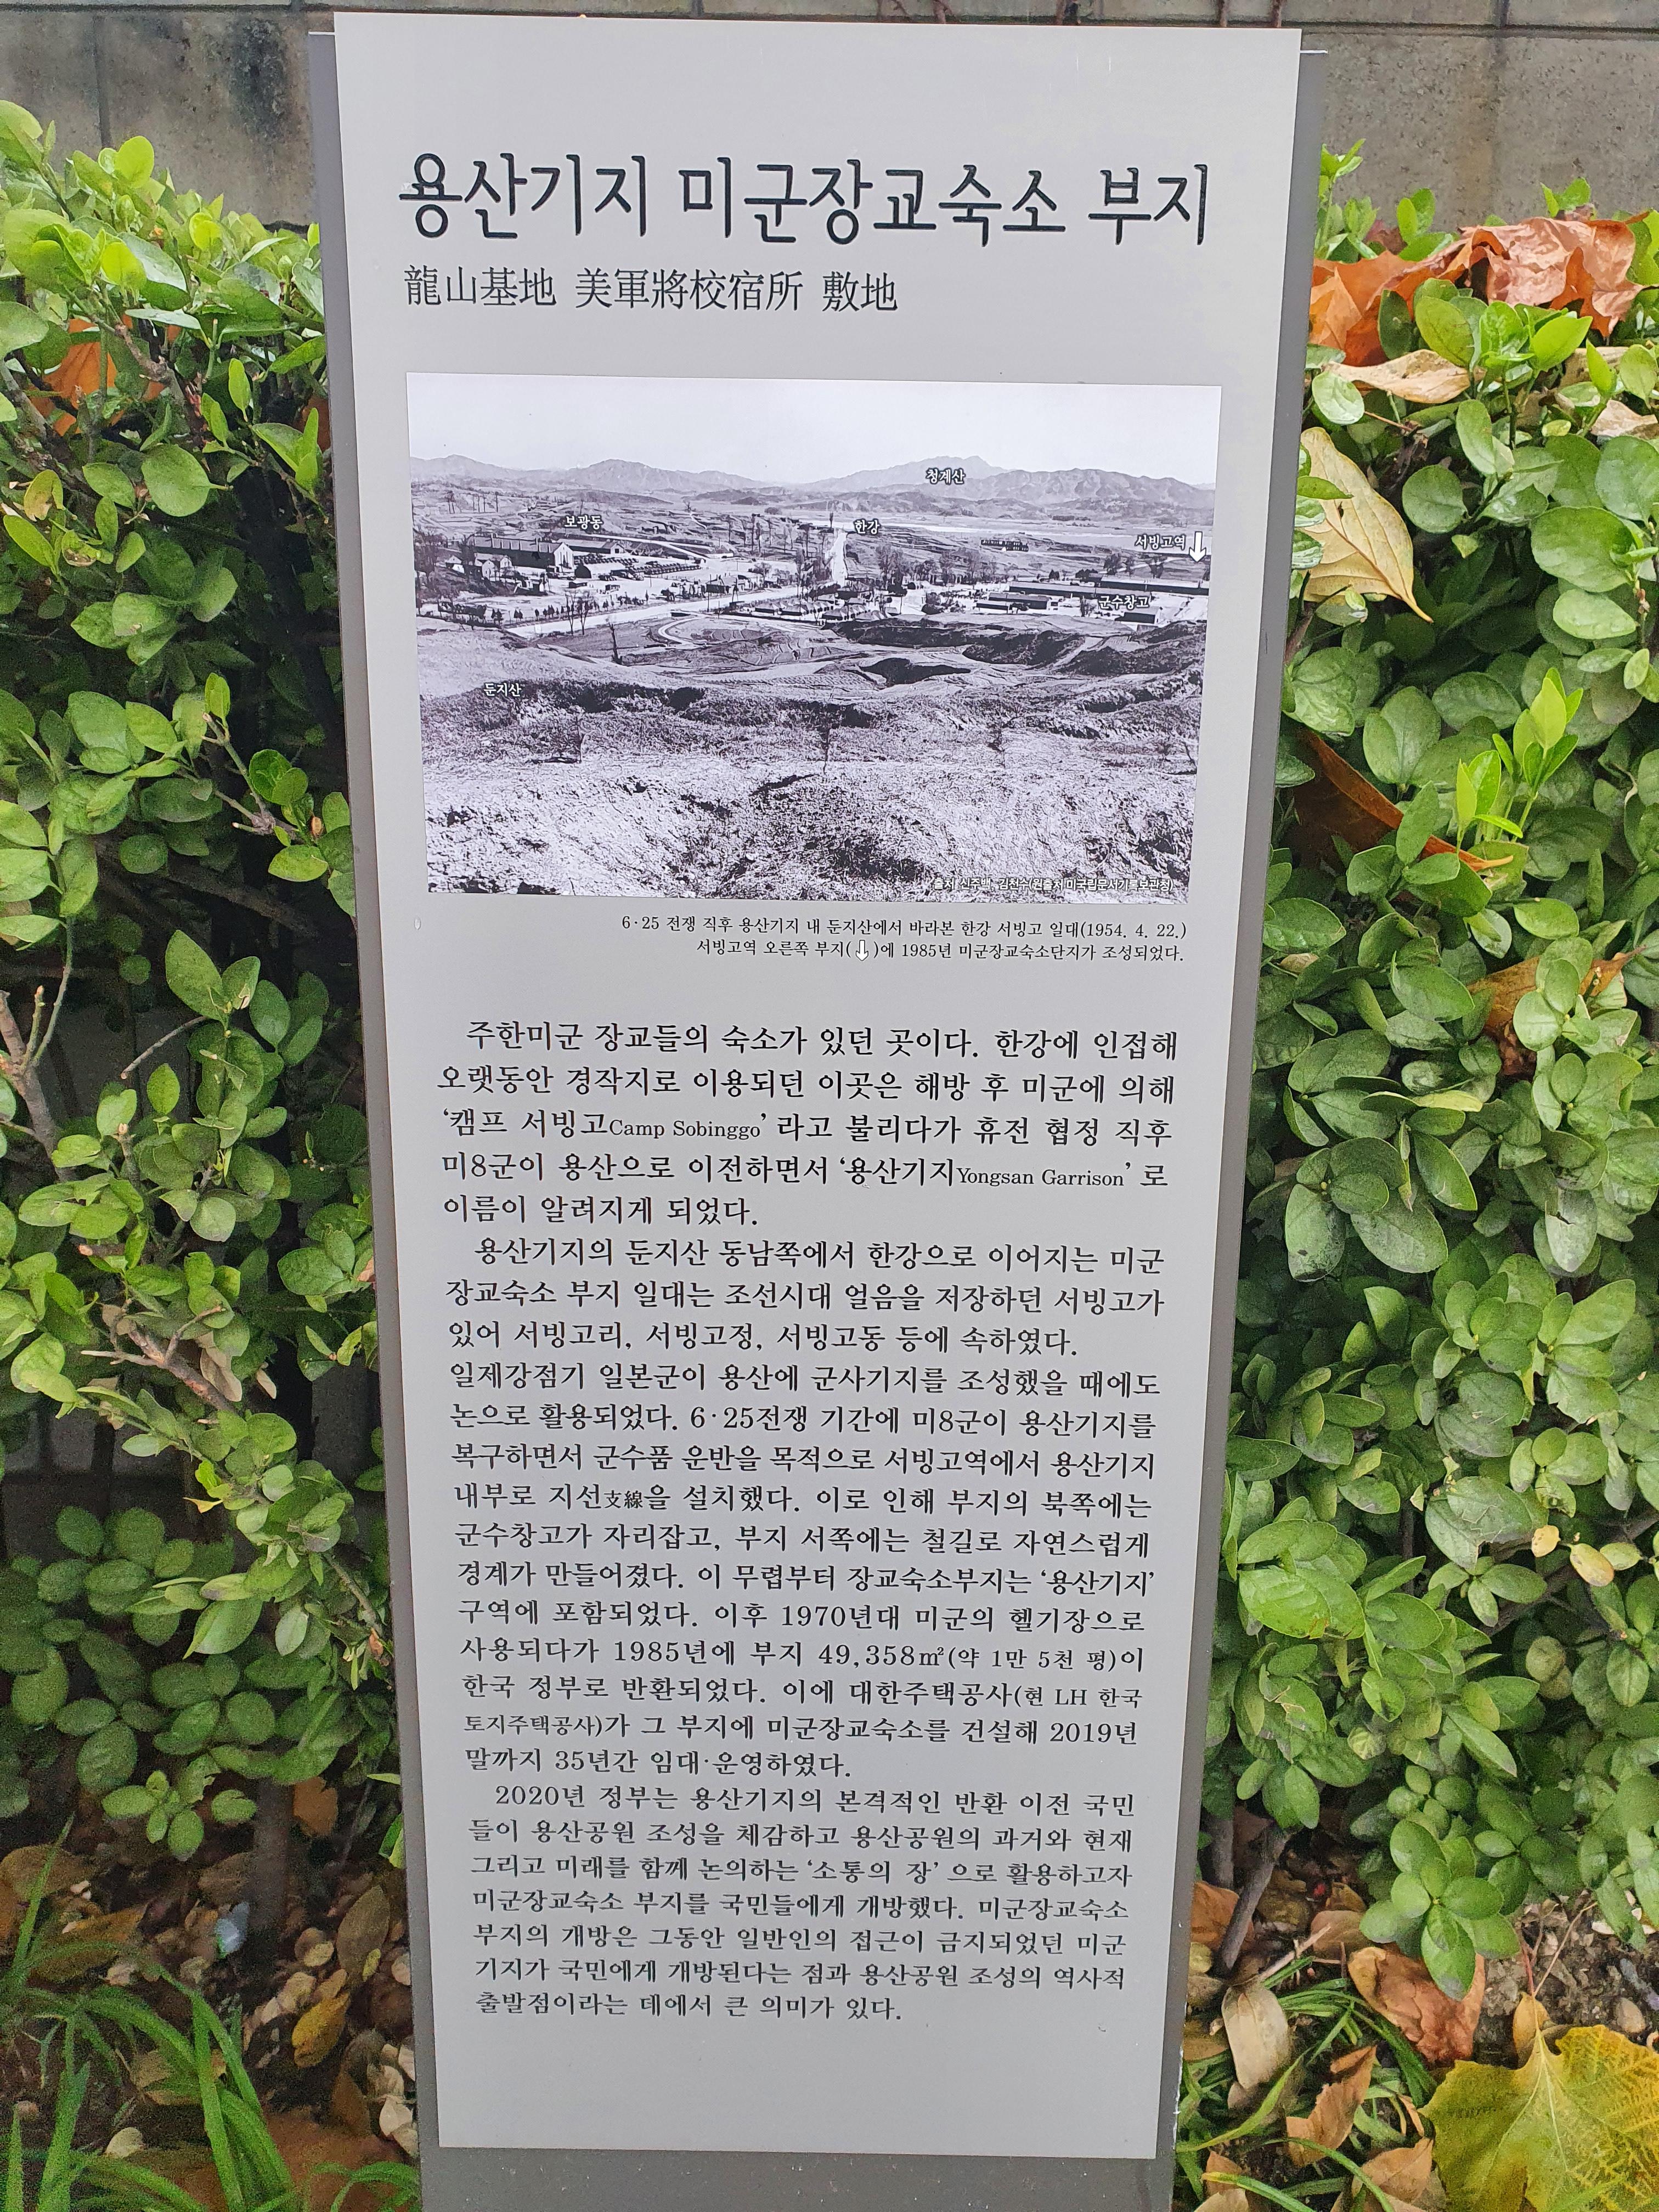 용산기지 미군장교숙소 부지
龍山基地 美軍將校宿所 敷地
청계산
보광동
한강
서빙고역
군수창고
둔지산
출처 신주백, 김천수(원출처 미국립문서기록보관청)
6·25 전쟁 직후 용산기지 내 둔지산에서 바라본 한강 서빙고 일대(1954. 4. 22.)
서빙고역 오른쪽 부지(⇩)에 1985년 미군장교숙소단지가 조성되었다.
주한미군 장교들의 숙소가 있던 곳이다. 한강에 인접해
오랫동안 경작지로 이용되던 이곳은 해방 후 미군에 의해
‘캠프 서빙고Camp Sobinggo’ 라고 불리다가 휴전 협정 직후
미8군이 용산으로 이전하면서 ‘용산기지Yongsan Garrison’ 로
이름이 알려지게 되었다.
용산기지의 둔지산 동남쪽에서 한강으로 이어지는 미군
장교숙소 부지 일대는 조선시대 얼음을 저장하던 서빙고가
있어 서빙고리, 서빙고정, 서빙고동 등에 속하였다.
일제강점기 일본군이 용산에 군사기지를 조성했을 때에도
논으로 활용되었다. 6·25전쟁 기간에 미8군이 용산기지를
복구하면서 군수품 운반을 목적으로 서빙고역에서 용산기지
내부로 지선支線을 설치했다. 이로 인해 부지의 북쪽에는
군수창고가 자리잡고, 부지 서쪽에는 철길로 자연스럽게
경계가 만들어졌다. 이 무렵부터 장교숙소부지는 ‘용산기지’
구역에 포함되었다. 이후 1970년대 미군의 헬기장으로
사용되다가 1985년에 부지 49,358㎡(약 1만 5천 평)이
한국 정부로 반환되었다. 이에 대한주택공사(현 LH 한국
토지주택공사)가 그 부지에 미군장교숙소를 건설해 2019년
말까지 35년간 임대·운영하였다.
2020년 정부는 용산기지의 본격적인 반환 이전 국민
들이 용산공원 조성을 체감하고 용산공원의 과거와 현재
그리고 미래를 함께 논의하는 ‘소통의 장’ 으로 활용하고자
미군장교숙소 부지를 국민들에게 개방했다. 미군장교숙소
부지의 개방은 그동안 일반인의 접근이 금지되었던 미군
기지가 국민에게 개방된다는 점과 용산공원 조성의 역사적
출발점이라는 데에서 큰 의미가 있다.